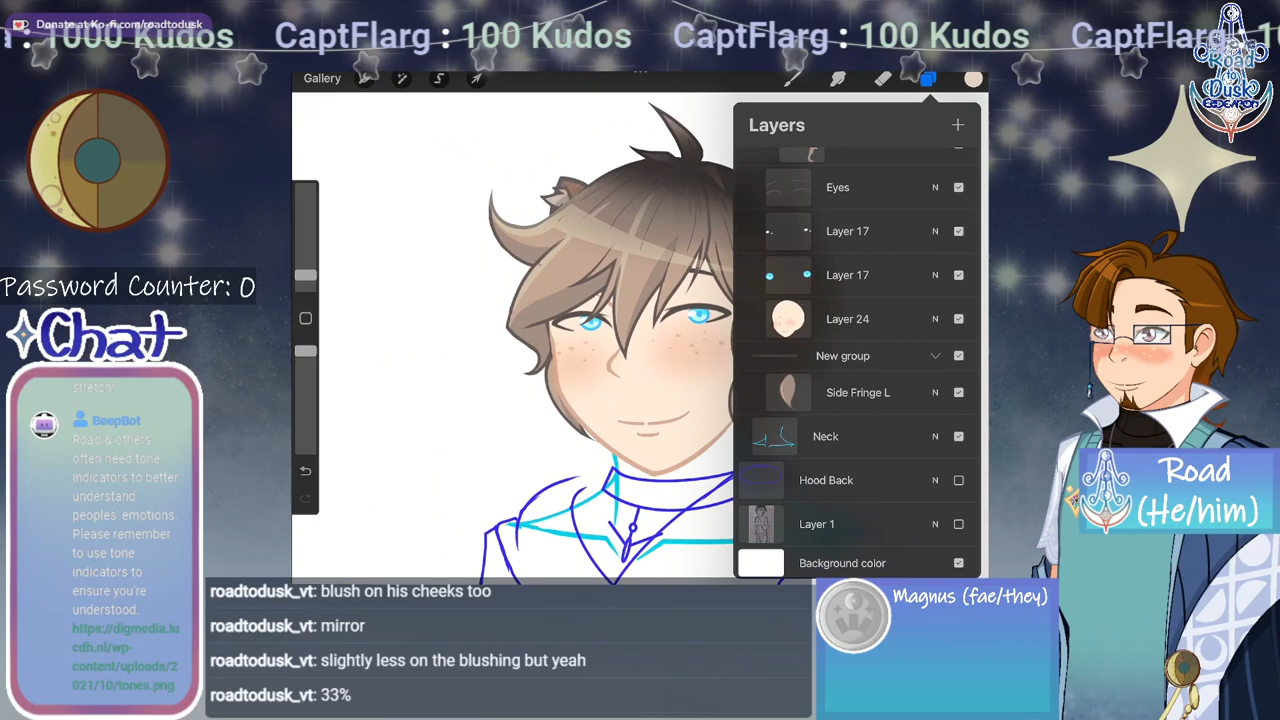 Donate at Ko-fi.com/roadtodusk
: 1000 Kudos CaptFlarg : 100 Kudos CaptFlarg : 100 Kudos CaptFlarg
Road
to
Dusk
Gallery
Layers
Eyes N
Layer 17 N
Layer 17 N
Layer 24 N
New group
Side Fringe L N
Neck N
Hood Back N
Layer 1 N
Background color
Password Counter: 0
Chat
stretch!
BeepBot
Road & others
often need tone
indicators to better
understand
peoples' emotions.
Please remember
to use tone
indicators to
ensure you're
understood.
https://digmedia.lu
cdh.nl/wp-
content/uploads/2
021/10/tones.png
roadtodusk_vt: blush on his cheeks too
roadtodusk_vt: mirror
roadtodusk_vt: slightly less on the blushing but yeah
roadtodusk_vt: 33%
Road
(He/him)
Magnus (fae/they)